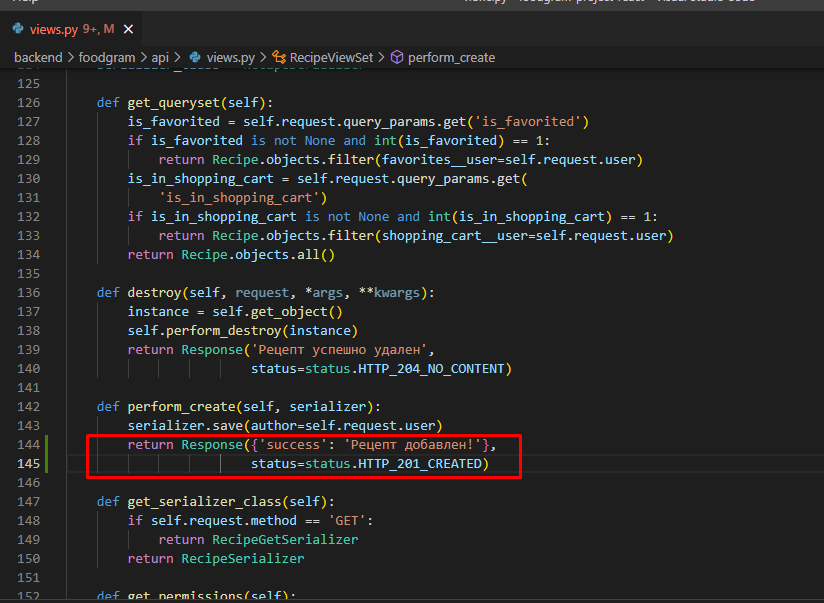 views.py 9+, M
backend > foodgram > api > views.py > RecipeViewSet > perform_create
125
126 def get_queryset(self):
127 is_favorited = self.request.query_params.get('is_favorited')
128 if is_favorited is not None and int(is_favorited) == 1:
129 return Recipe.objects.filter(favorites__user=self.request.user)
130 is_in_shopping_cart = self.request.query_params.get(
131 'is_in_shopping_cart')
132 if is_in_shopping_cart is not None and int(is_in_shopping_cart) == 1:
133 return Recipe.objects.filter(shopping_cart__user=self.request.user)
134 return Recipe.objects.all()
135
136 def destroy(self, request, *args, **kwargs):
137 instance = self.get_object()
138 self.perform_destroy(instance)
139 return Response('Рецепт успешно удален',
140 status=status.HTTP_204_NO_CONTENT)
141
142 def perform_create(self, serializer):
143 serializer.save(author=self.request.user)
144 return Response({'success': 'Рецепт добавлен!'},
145 status=status.HTTP_201_CREATED)
146
147 def get_serializer_class(self):
148 if self.request.method == 'GET':
149 return RecipeGetSerializer
150 return RecipeSerializer
151
152 def get_permissions(self):